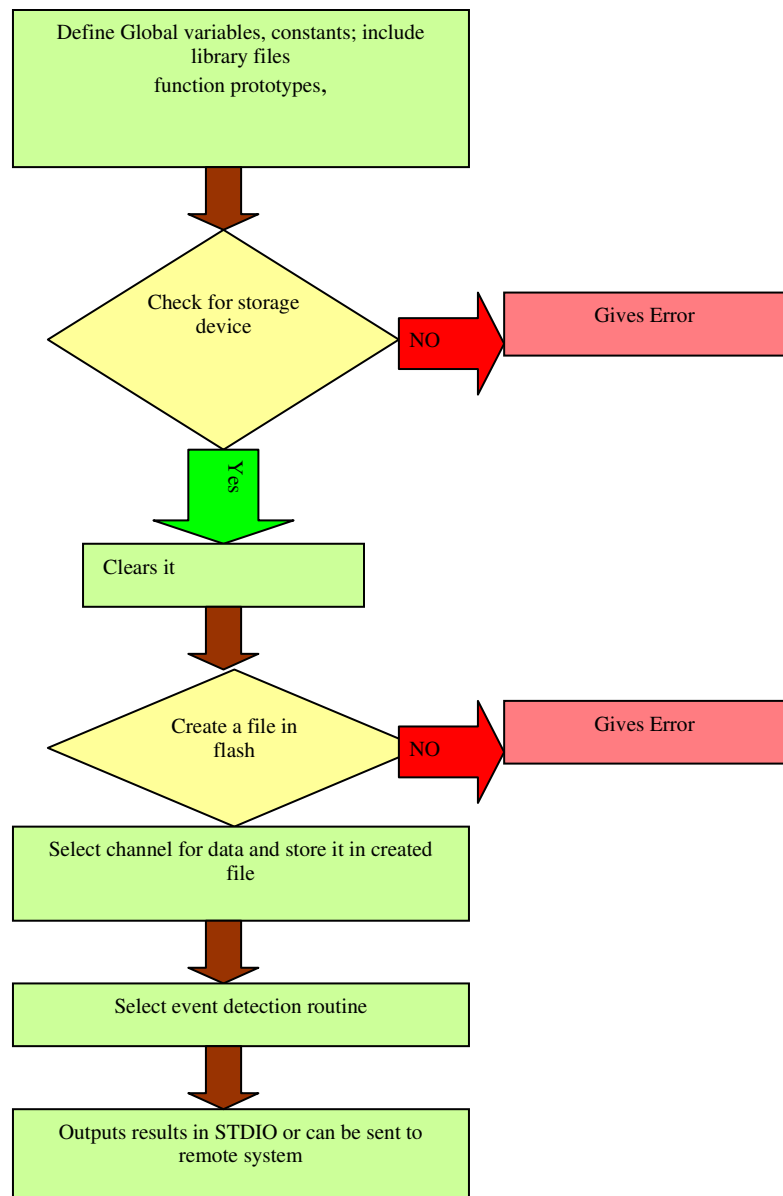 Define Global variables, constants; include
library files
function prototypes,
Check for storage
device
NO
Gives Error
Yes
Clears it
Create a file in
flash
NO
Gives Error
Select channel for data and store it in created
file
Select event detection routine
Outputs results in STDIO or can be sent to
remote system